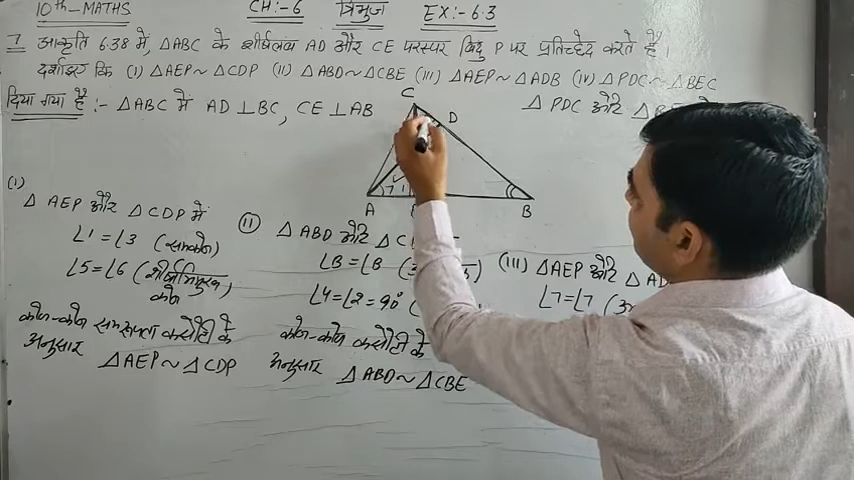 10th-MATHS CH:-6 त्रिभुज EX:-6.3
7 आकृति 6.38 में, △ABC के शीर्षलंब AD और CE परस्पर बिंदु P पर प्रतिच्छेद करते हैं।
दर्शाइए कि (i) △AEP~△CDP (ii) △ABD~△CBE (iii) △AEP~△ADB (iv) △PDC~△BEC
दिया गया है :- △ABC में AD⊥BC, CE⊥AB
△PDC और △
C
D
A
B
7
1
(i)
△AEP और △CDP में
∠1=∠3 (समकोण)
∠5=∠6 (शीर्षाभिमुख कोण)
कोण-कोण समरूपता कसौटी के
अनुसार △AEP~△CDP
(ii) △ABD और △C
∠B=∠B
∠4=∠2=90°
कोण-कोण कसौटी के
अनुसार △ABD~△CBE
(iii) △AEP और △AD
∠7=∠7